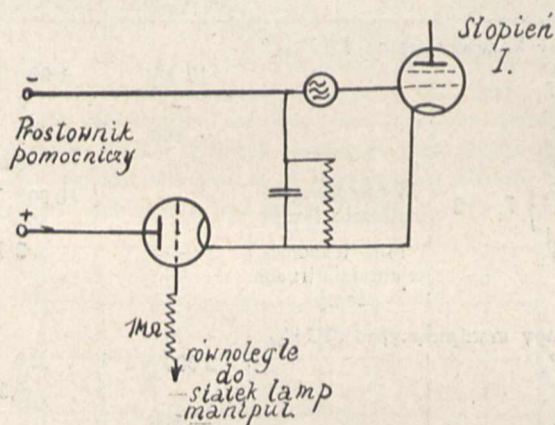 Stopień
I.
-
Prostownik
pomocniczy
+
1MΩ
równolegle
do
siatek lamp
manipul.